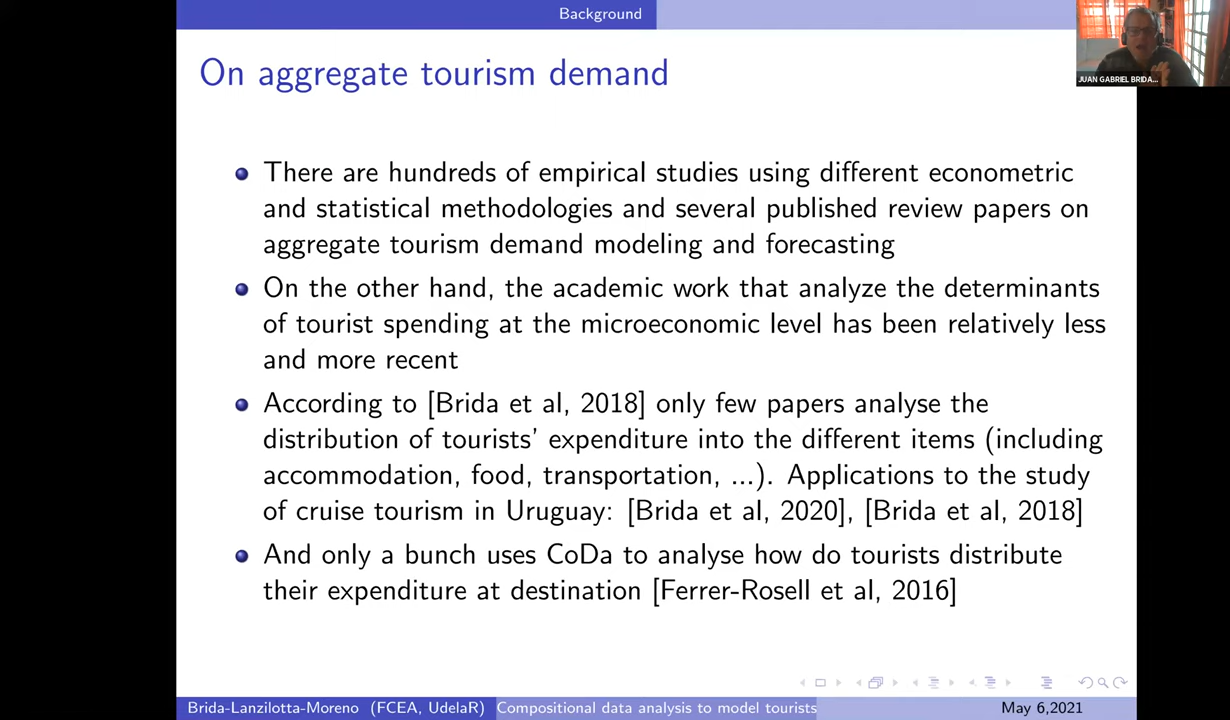 Background
JUAN GABRIEL BRIDA...
On aggregate tourism demand
There are hundreds of empirical studies using different econometric
and statistical methodologies and several published review papers on
aggregate tourism demand modeling and forecasting
On the other hand, the academic work that analyze the determinants
of tourist spending at the microeconomic level has been relatively less
and more recent
According to [Brida et al, 2018] only few papers analyse the
distribution of tourists' expenditure into the different items (including
accommodation, food, transportation, ...). Applications to the study
of cruise tourism in Uruguay: [Brida et al, 2020], [Brida et al, 2018]
And only a bunch uses CoDa to analyse how do tourists distribute
their expenditure at destination [Ferrer-Rosell et al, 2016]
Brida-Lanzilotta-Moreno (FCEA, UdelaR) Compositional data analysis to model tourists May 6,2021